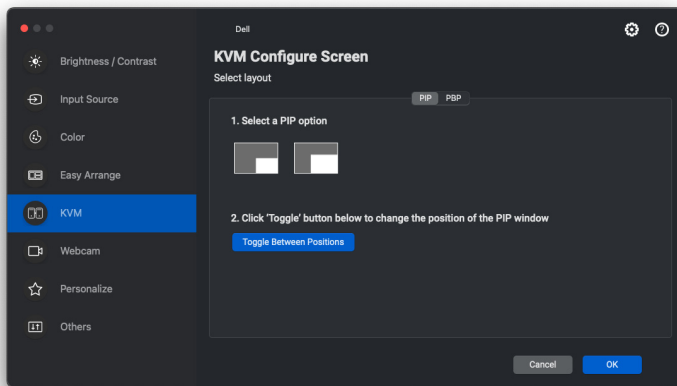 Dell
Brightness / Contrast
Input Source
Color
Easy Arrange
KVM
Webcam
Personalize
Others
KVM Configure Screen
Select layout
PIP PBP
1. Select a PIP option
2. Click 'Toggle' button below to change the position of the PIP window
Toggle Between Positions
Cancel OK